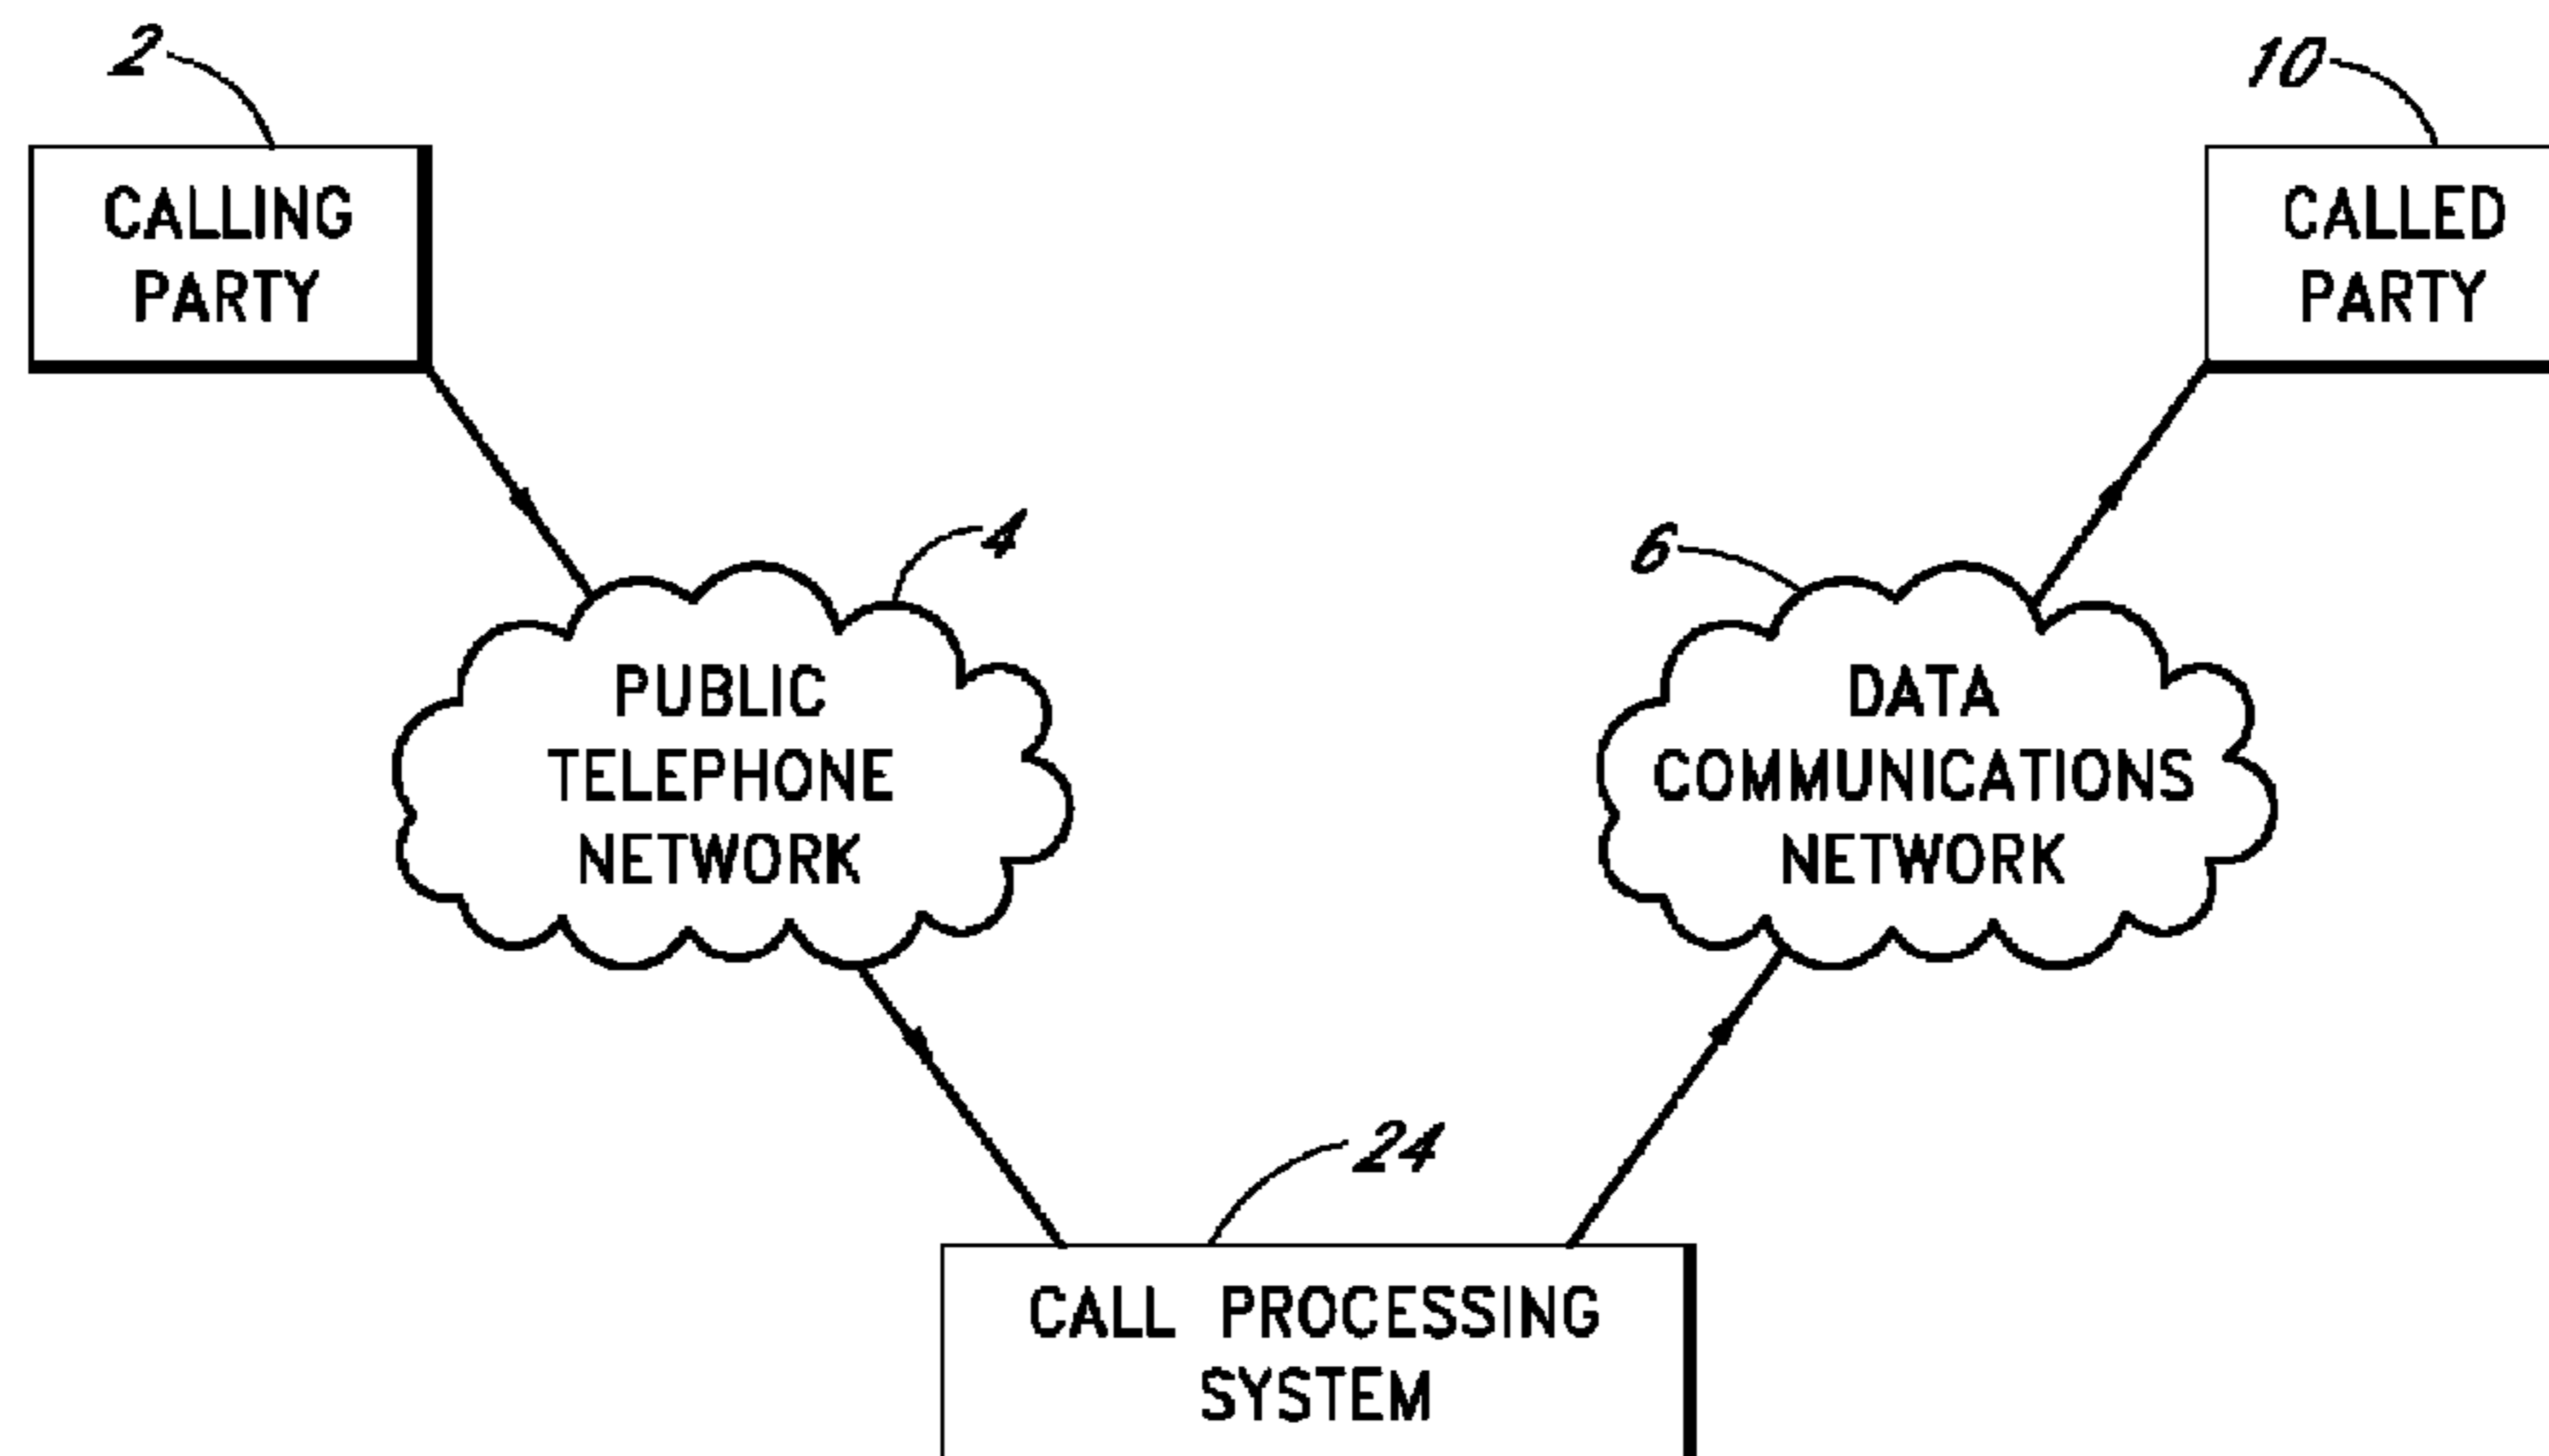 2
10
CALLING
PARTY
CALLED
PARTY
4
6
PUBLIC
TELEPHONE
NETWORK
DATA
COMMUNICATIONS
NETWORK
24
CALL PROCESSING
SYSTEM